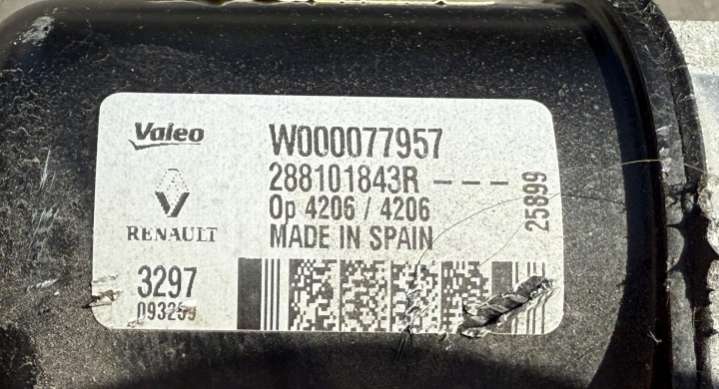 Valeo
W000077957
288101843R - - -
Op 4206 / 4206
RENAULT
MADE IN SPAIN
25899
3297